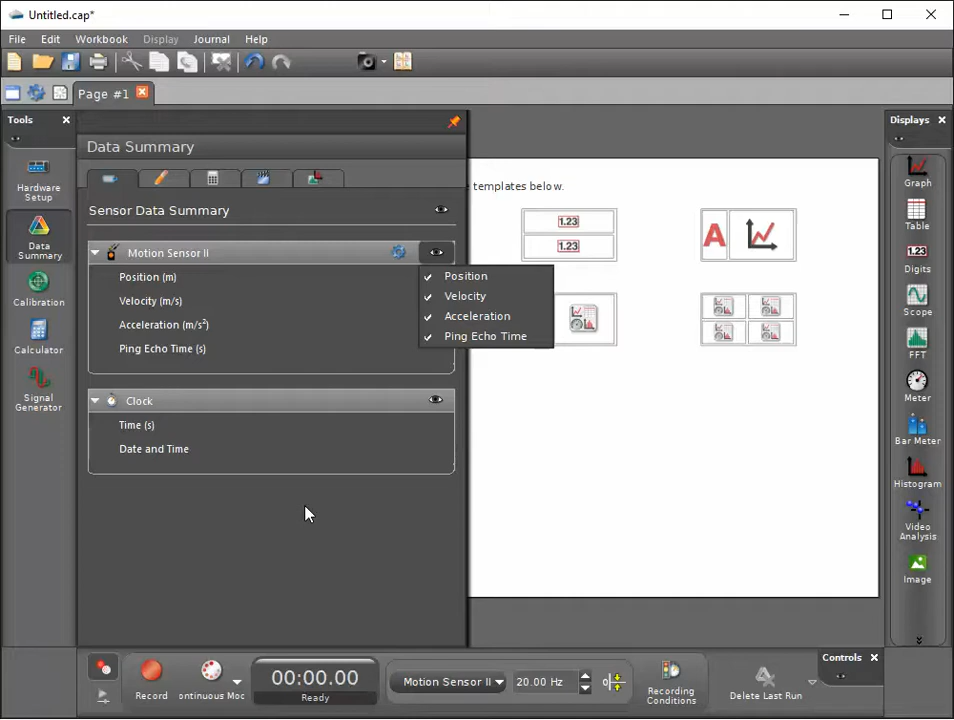 Untitled.cap*
File Edit Workbook Display Journal Help
Page #1
Tools
Hardware
Setup
Data
Summary
Calibration
Calculator
Signal
Generator
Data Summary
Sensor Data Summary
Motion Sensor II
Position (m)
Velocity (m/s)
Acceleration (m/s²)
Ping Echo Time (s)
Position
Velocity
Acceleration
Ping Echo Time
Clock
Time (s)
Date and Time
templates below.
1.23
1.23
A
Displays
Graph
Table
1.23
Digits
Scope
FFT
Meter
Bar Meter
Histogram
Video
Analysis
Image
Record
ontinuous Moc
00:00.00
Ready
Motion Sensor II
20.00 Hz
Recording
Conditions
Delete Last Run
Controls